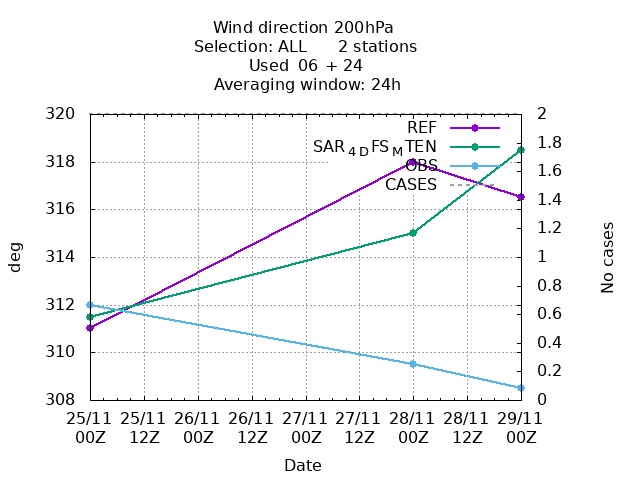 Wind direction 200hPa
Selection: ALL 2 stations
Used 06 + 24
Averaging window: 24h
320
318
316
314
312
310
308
deg
2
1.8
1.6
1.4
1.2
1
0.8
0.6
0.4
0.2
0
No cases
REF
SAR4DFSMTEN
OBS
CASES
25/11 25/11 26/11 26/11 27/11 27/11 28/11 28/11 29/11
00Z 12Z 00Z 12Z 00Z 12Z 00Z 12Z 00Z
Date